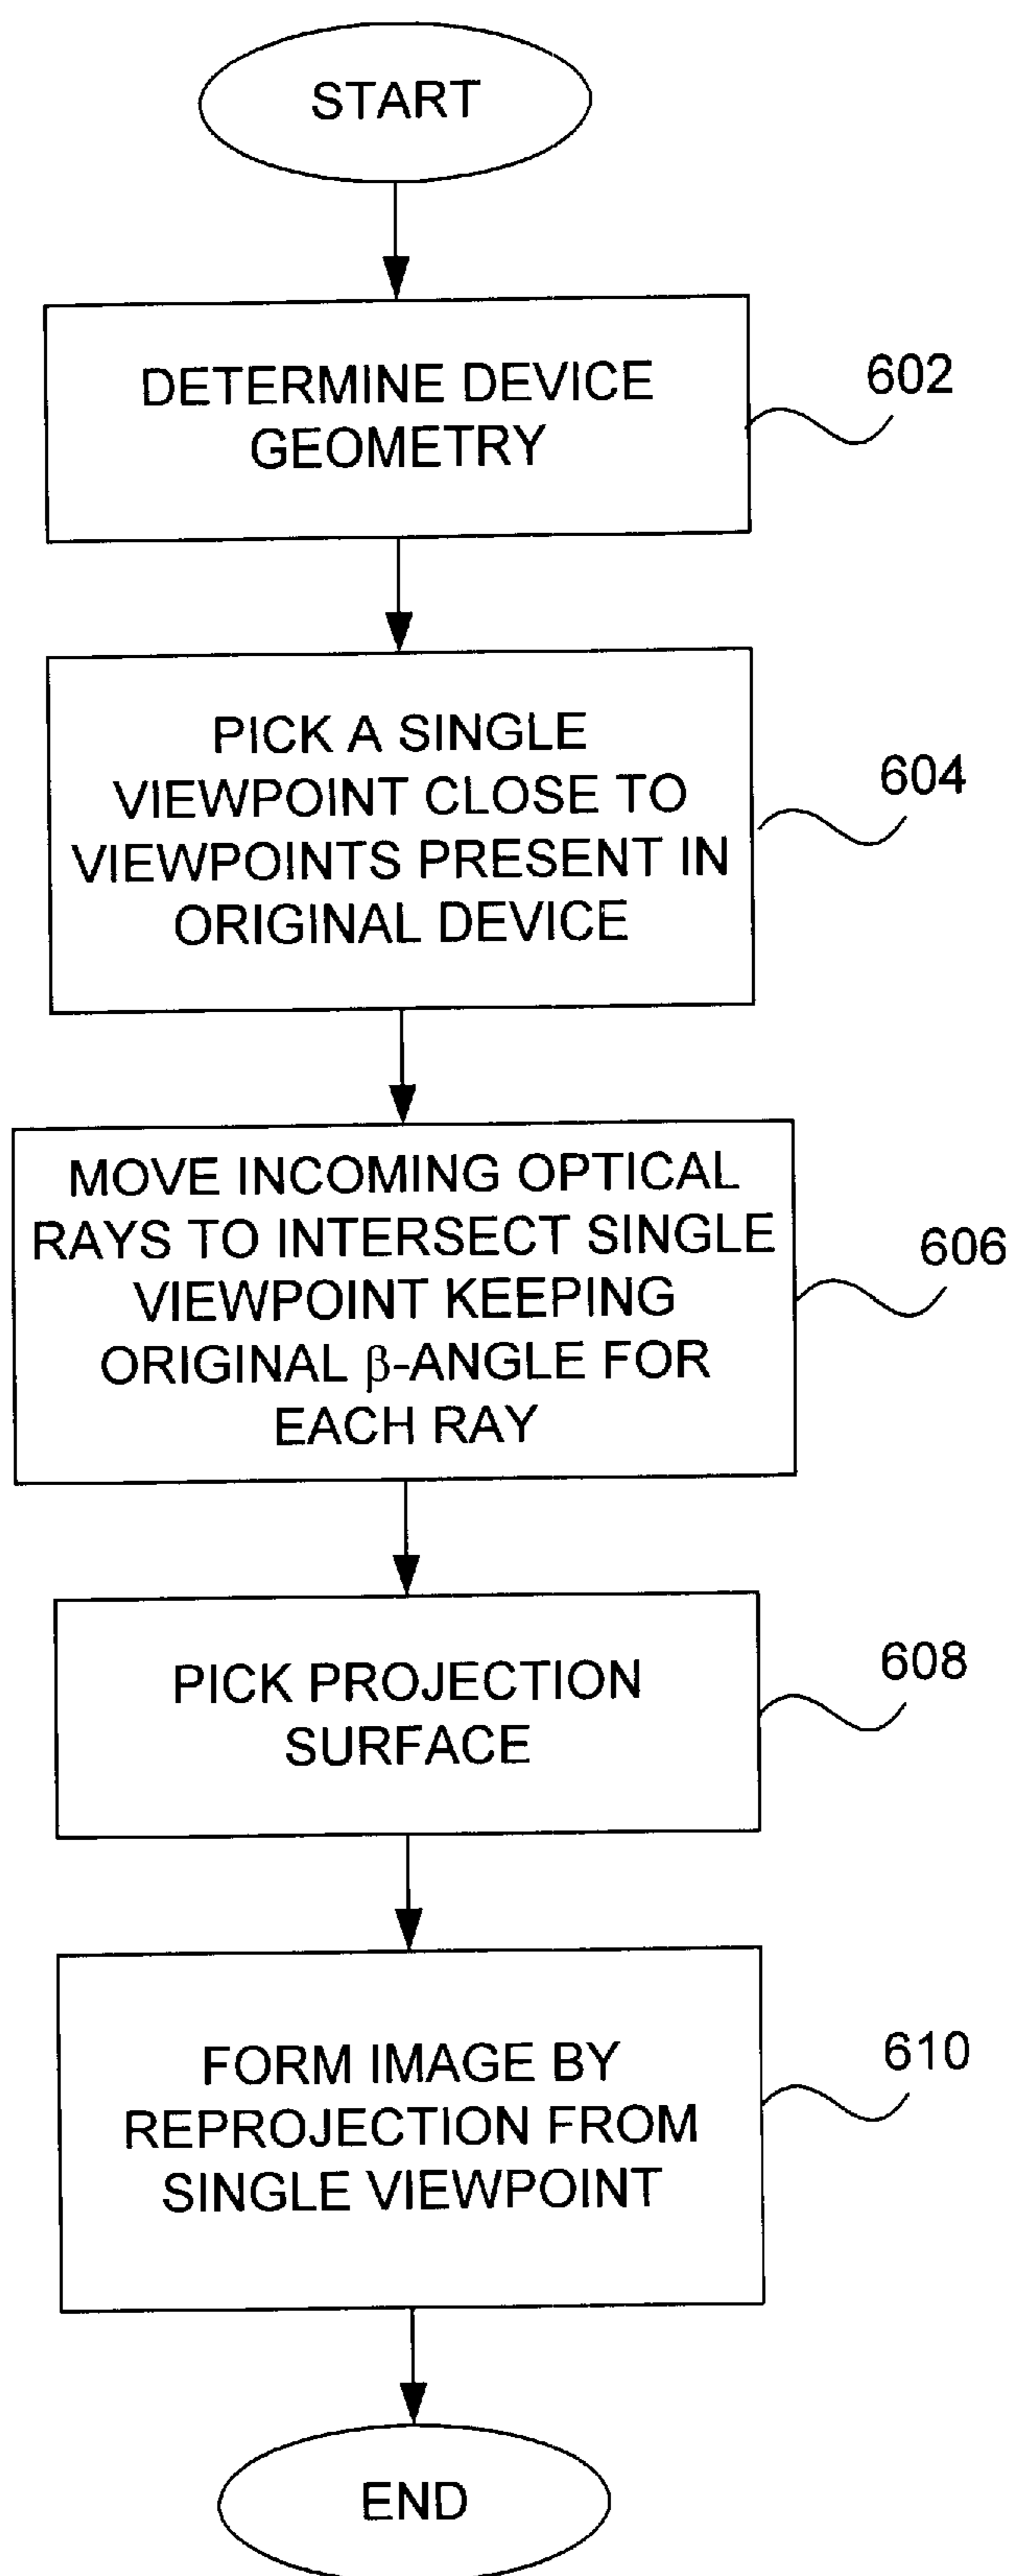 START
DETERMINE DEVICE
GEOMETRY
602
PICK A SINGLE
VIEWPOINT CLOSE TO
VIEWPOINTS PRESENT IN
ORIGINAL DEVICE
604
MOVE INCOMING OPTICAL
RAYS TO INTERSECT SINGLE
VIEWPOINT KEEPING
ORIGINAL β-ANGLE FOR
EACH RAY
606
PICK PROJECTION
SURFACE
608
FORM IMAGE BY
REPROJECTION FROM
SINGLE VIEWPOINT
610
END